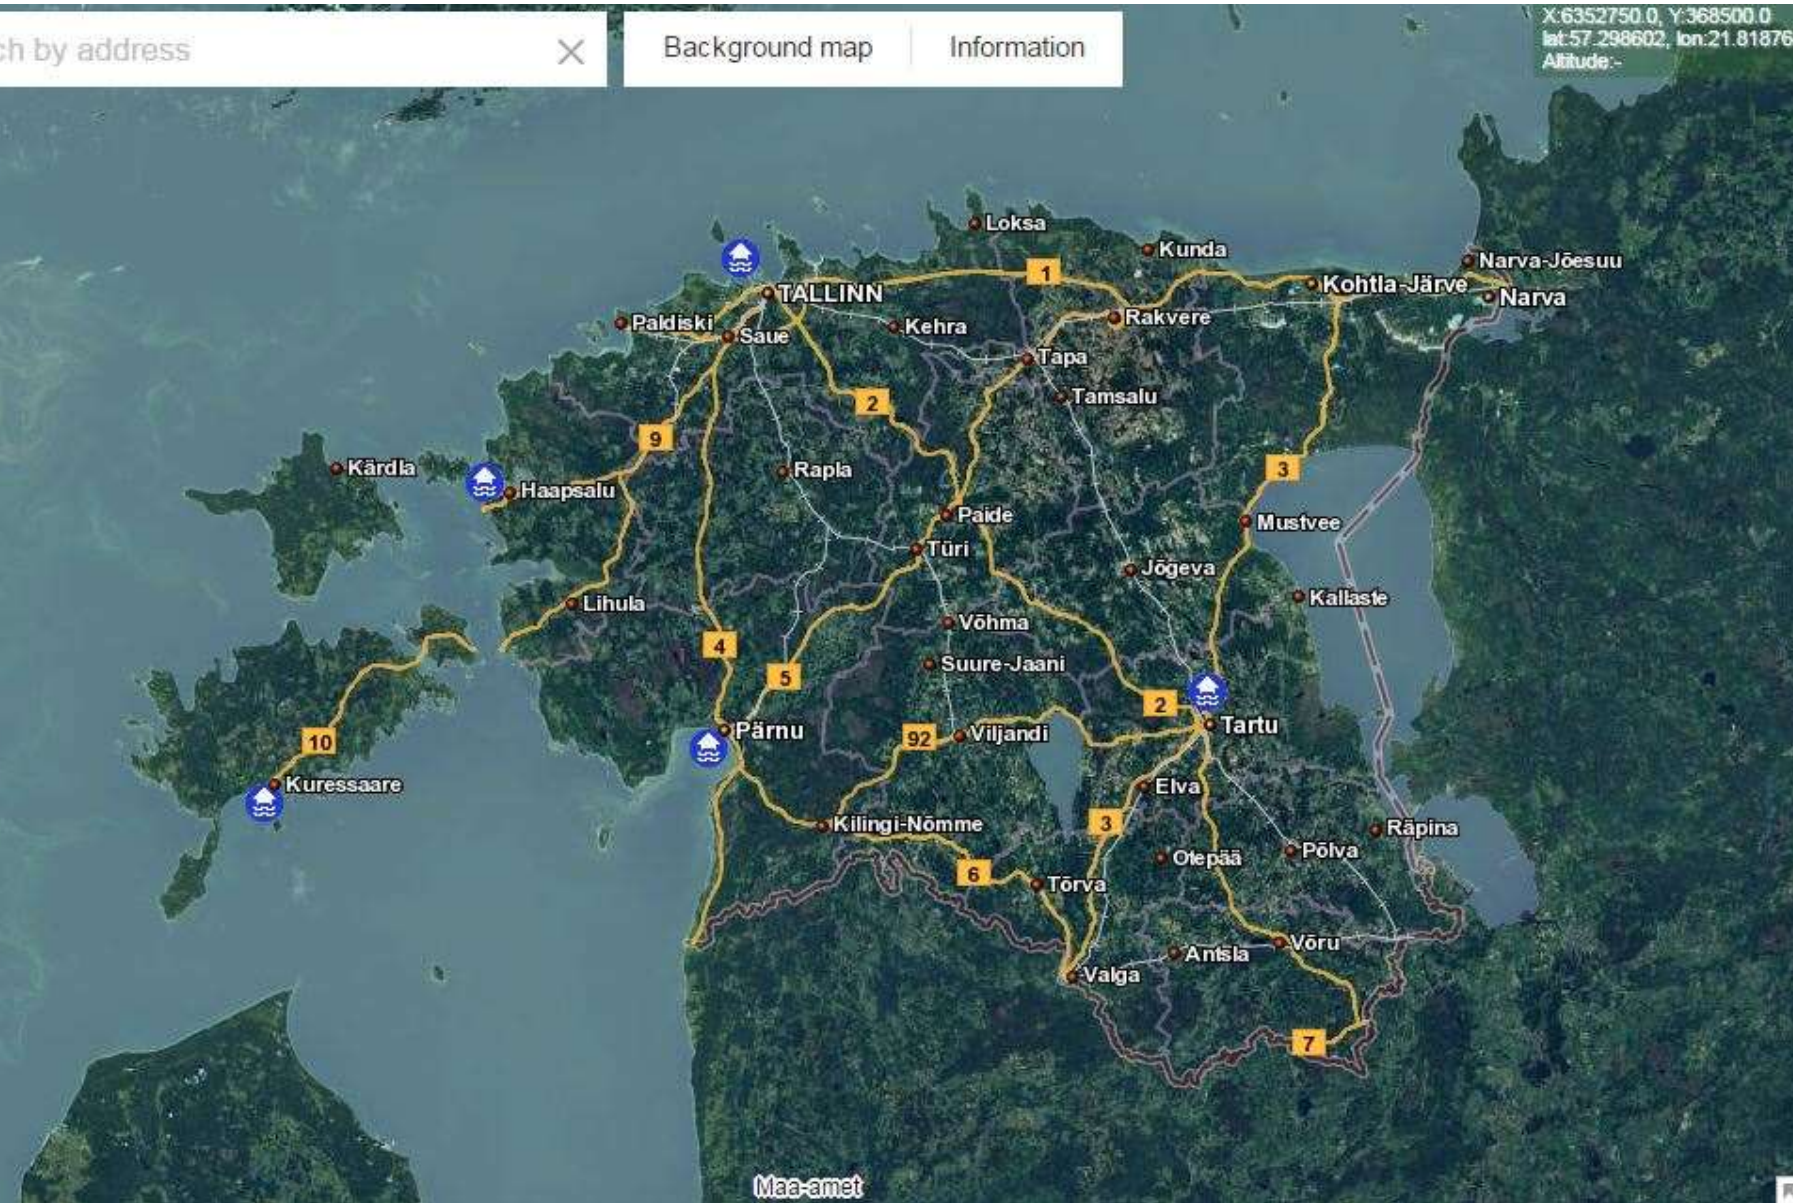 ch by address
Background map
Information
X:6352750.0, Y:368500.0
lat:57.298602, lon:21.81876
Altitude:-
Loksa
Kunda
Narva-Jõesuu
1
Kohtla-Järve
TALLINN
Narva
Paldiski
Saue
Kehra
Rakvere
Tapa
Tamsalu
2
9
Kärdla
Haapsalu
Rapla
3
Paide
Mustvee
Türi
Jõgeva
Kallaste
Lihula
Võhma
4
5
Suure-Jaani
2
Tartu
10
Pärnu
92
Viljandi
Kuressaare
Elva
3
Kilingi-Nõmme
Räpina
Otepää
Põlva
6
Tõrva
Antsla
Võru
Valga
7
Maa-amet